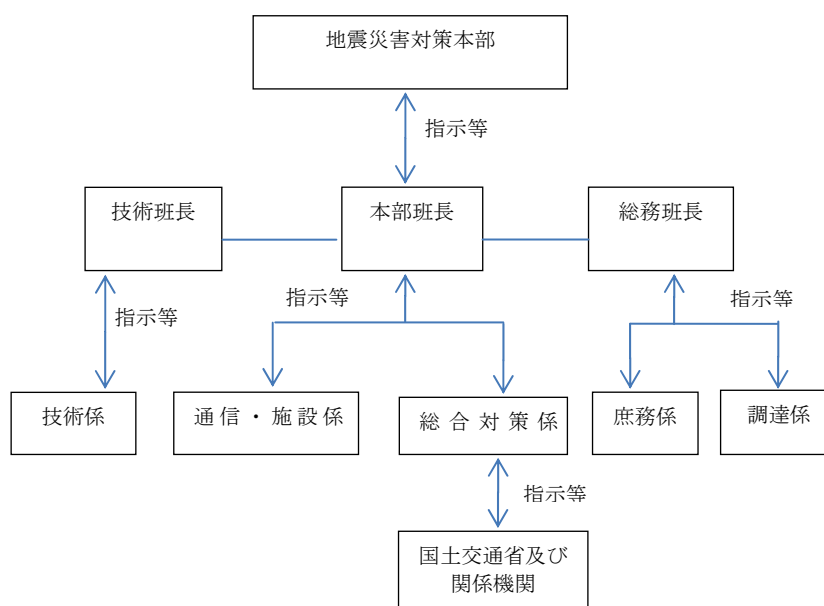 地震災害対策本部
指示等
技術班長
本部班長
総務班長
指示等
指示等
指示等
技術係
通信・施設係
総合対策係
庶務係
調達係
指示等
国土交通省及び
関係機関